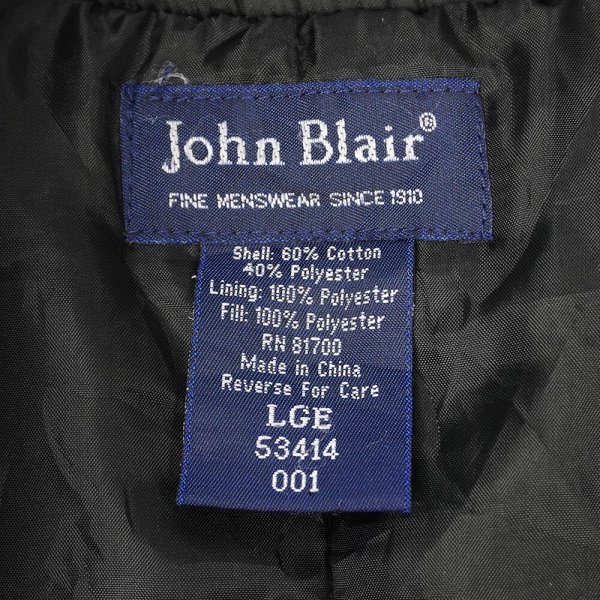 John Blair®
FINE MENSWEAR SINCE 1910
Shell: 60% Cotton
40% Polyester
Lining: 100% Polyester
Fill: 100% Polyester
RN 81700
Made in China
Reverse For Care
LGE
53414
001